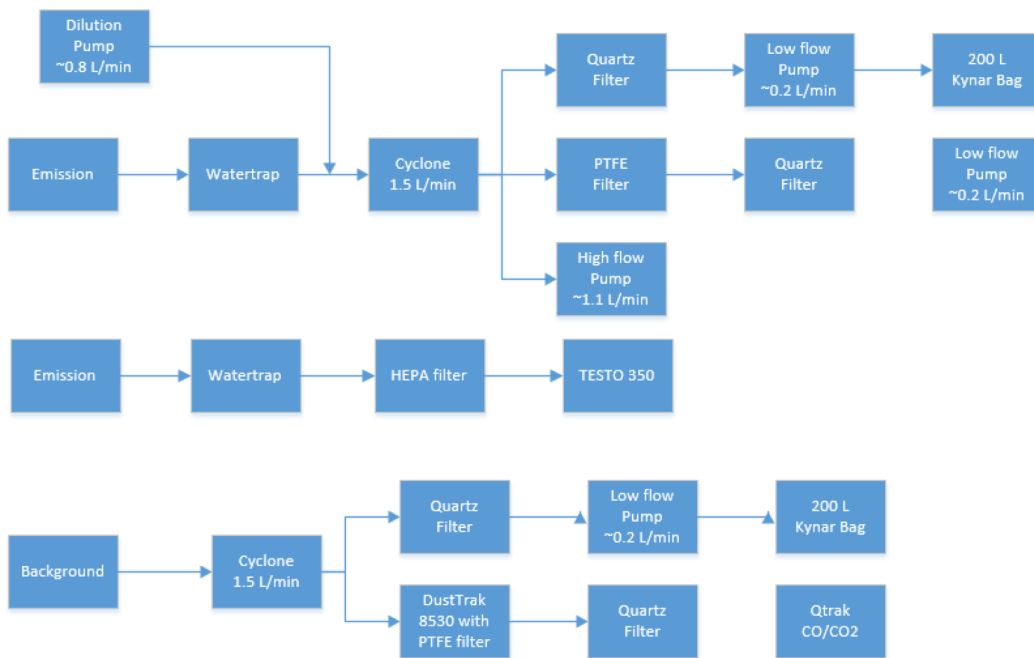 Dilution
Pump
~0.8 L/min
Quartz
Filter
Low flow
Pump
~0.2 L/min
200 L
Kynar Bag
Emission
Watertrap
Cyclone
1.5 L/min
PTFE
Filter
Quartz
Filter
Low flow
Pump
~0.2 L/min
High flow
Pump
~1.1 L/min
Emission
Watertrap
HEPA filter
TESTO 350
Background
Cyclone
1.5 L/min
Quartz
Filter
Low flow
Pump
~0.2 L/min
200 L
Kynar Bag
DustTrak
8530 with
PTFE filter
Quartz
Filter
Qtrak
CO/CO2